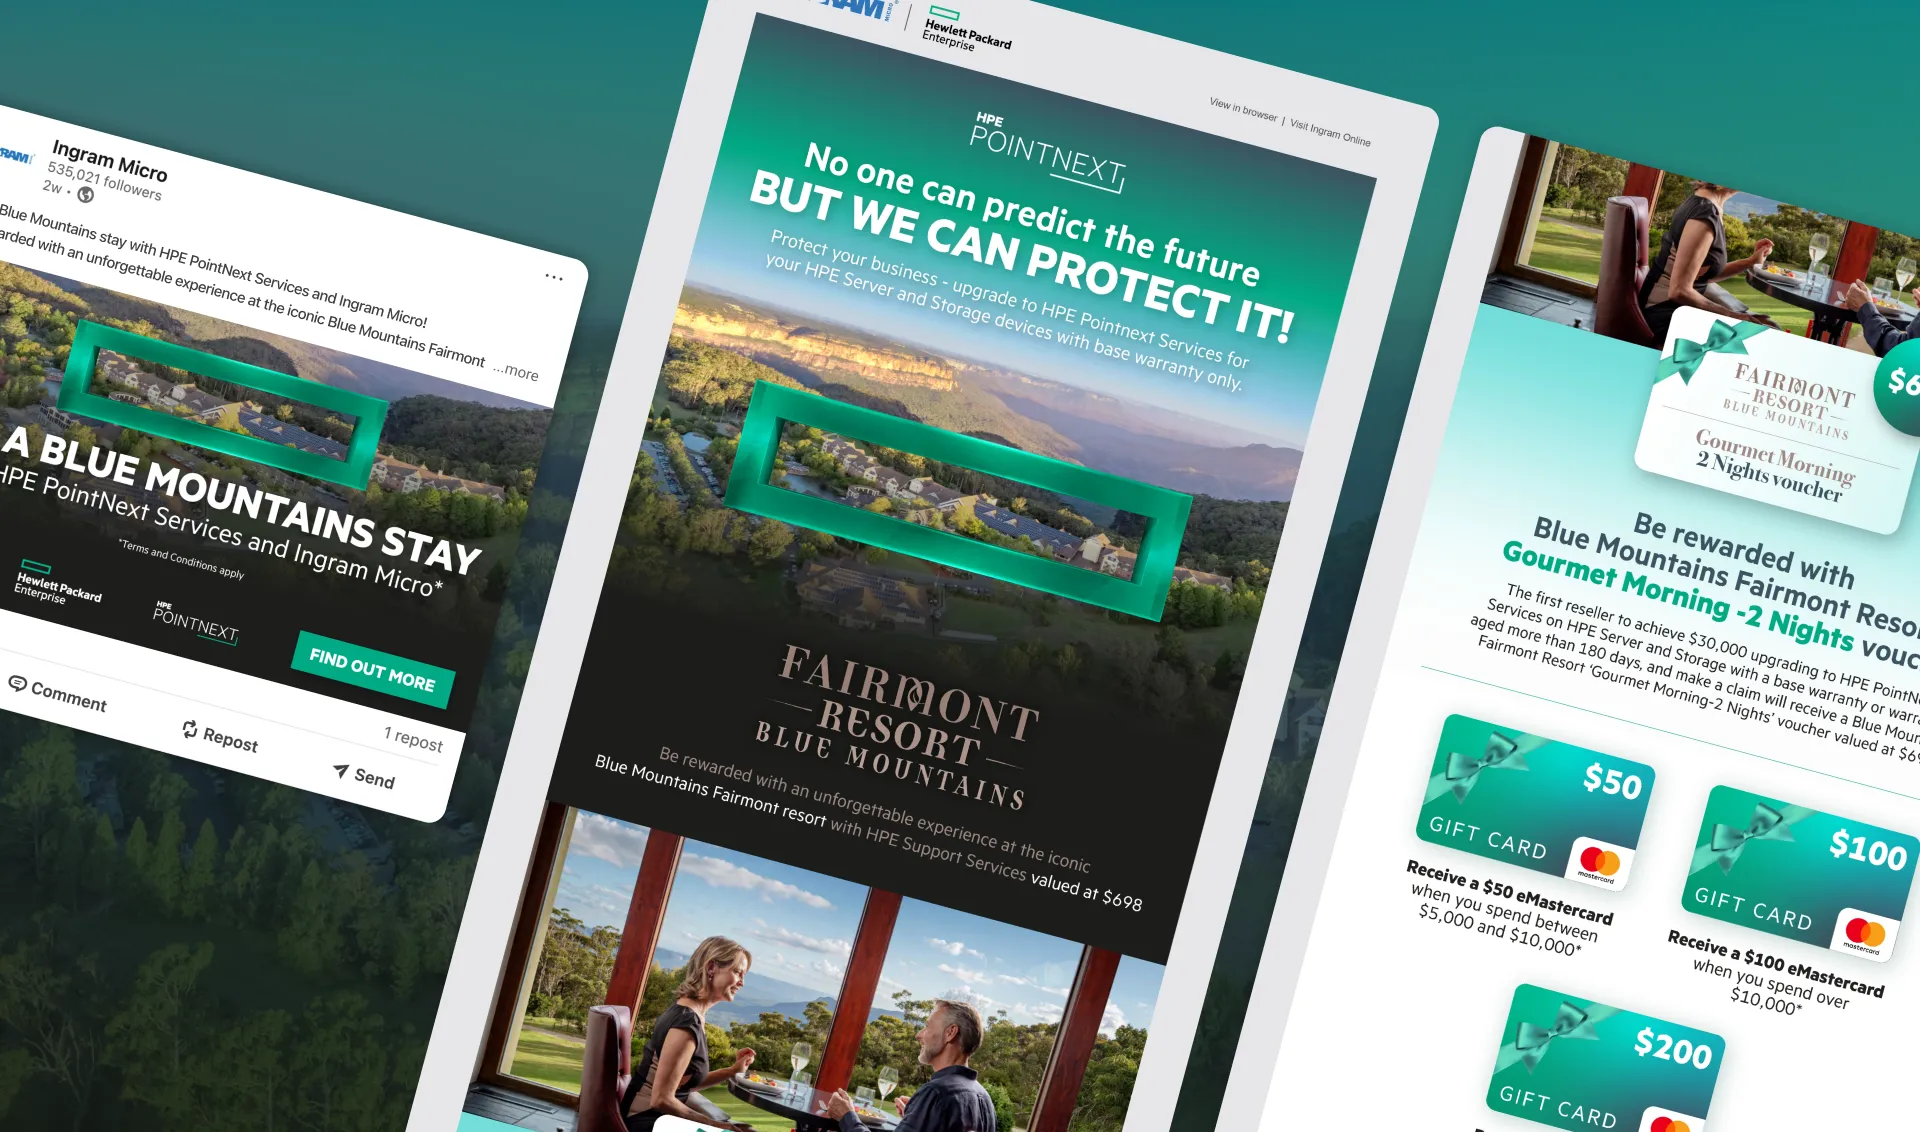 Ingram Micro
535,021 followers
2w •
Blue Mountains stay with HPE PointNext Services and Ingram Micro!
with an unforgettable experience at the iconic Blue Mountains Fairmont ...more
A BLUE MOUNTAINS STAY
HPE PointNext Services and Ingram Micro*
*Terms and Conditions apply
Hewlett Packard
Enterprise
HPE
POINTNEXT
FIND OUT MORE
1 repost
Comment
Repost
Send
MICRO
Hewlett Packard
Enterprise
View in browser | Visit Ingram Online
HPE
POINTNEXT
No one can predict the future
BUT WE CAN PROTECT IT!
Protect your business - upgrade to HPE Pointnext Services for
your HPE Server and Storage devices with base warranty only.
FAIRMONT
RESORT
BLUE MOUNTAINS
Be rewarded with an unforgettable experience at the iconic
Blue Mountains Fairmont resort with HPE Support Services valued at $698
FAIRMONT
RESORT
BLUE MOUNTAINS
Gourmet Morning
2 Nights voucher
Be rewarded with
Blue Mountains Fairmont
Gourmet Morning -2 Nights
The first reseller to achieve $30,000 upgrading to HPE
Services on HPE Server and Storage with a base warranty or
aged more than 180 days, and make a claim will receive a Blue
Fairmont Resort ‘Gourmet Morning-2 Nights’ voucher valued at
$50
GIFT CARD
mastercard
Receive a $50 eMastercard
when you spend between
$5,000 and $10,000*
$100
GIFT CARD
mastercard
Receive a $100 eMastercard
when you spend over
$10,000*
$200
GIFT CARD